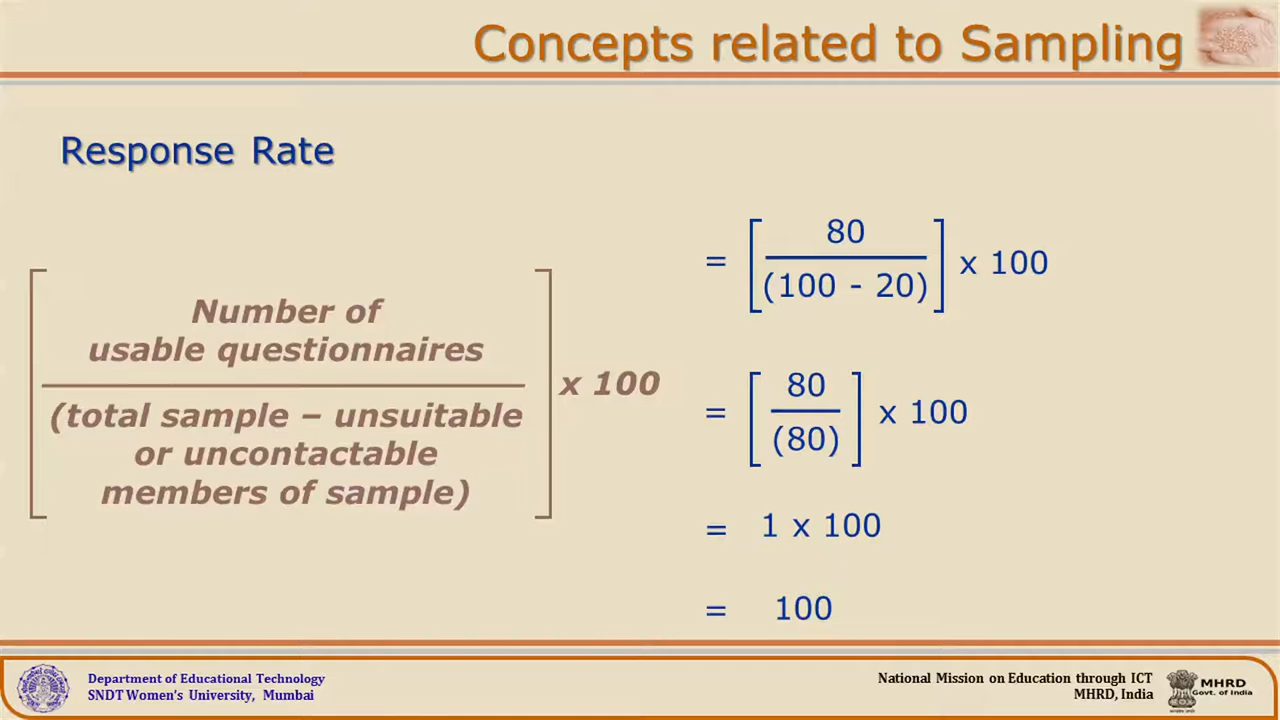 Concepts related to Sampling
Response Rate
Number of
usable questionnaires
(total sample – unsuitable
or uncontactable
members of sample)
x 100
= 80
(100 - 20)
x 100
= 80
(80)
x 100
= 1 x 100
= 100
Department of Educational Technology
SNDT Women's University, Mumbai
National Mission on Education through ICT
MHRD, India
MHRD
Govt. of India